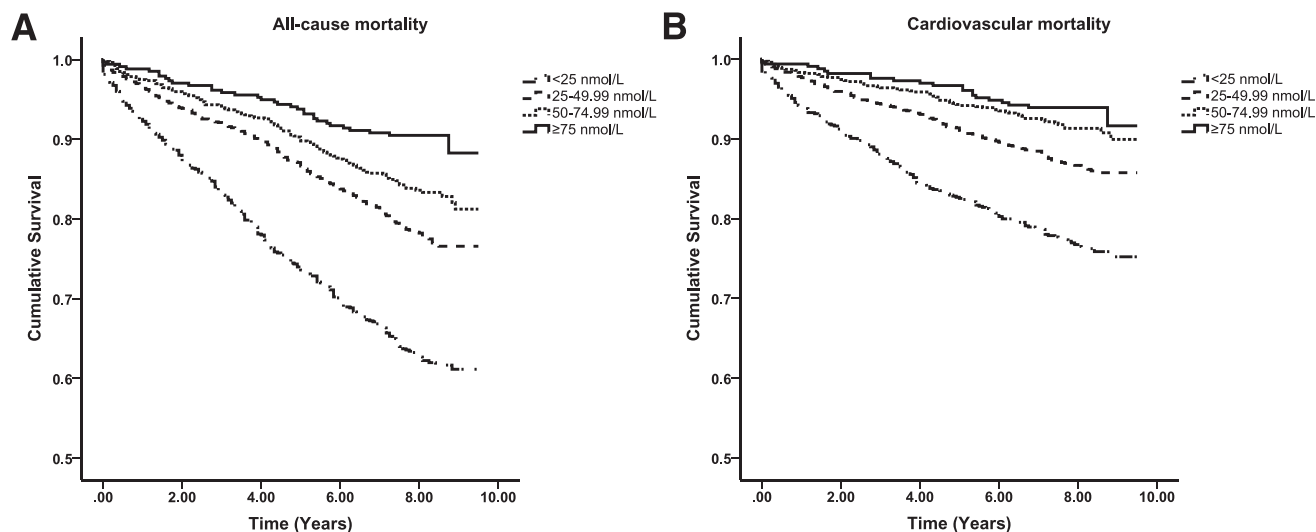 A
All-cause mortality
Cumulative Survival
1.0
0.9
0.8
0.7
0.6
0.5
.00 2.00 4.00 6.00 8.00 10.00
Time (Years)
<25 nmol/L
25-49.99 nmol/L
50-74.99 nmol/L
≥75 nmol/L
B
Cardiovascular mortality
Cumulative Survival
1.0
0.9
0.8
0.7
0.6
0.5
.00 2.00 4.00 6.00 8.00 10.00
Time (Years)
<25 nmol/L
25-49.99 nmol/L
50-74.99 nmol/L
≥75 nmol/L